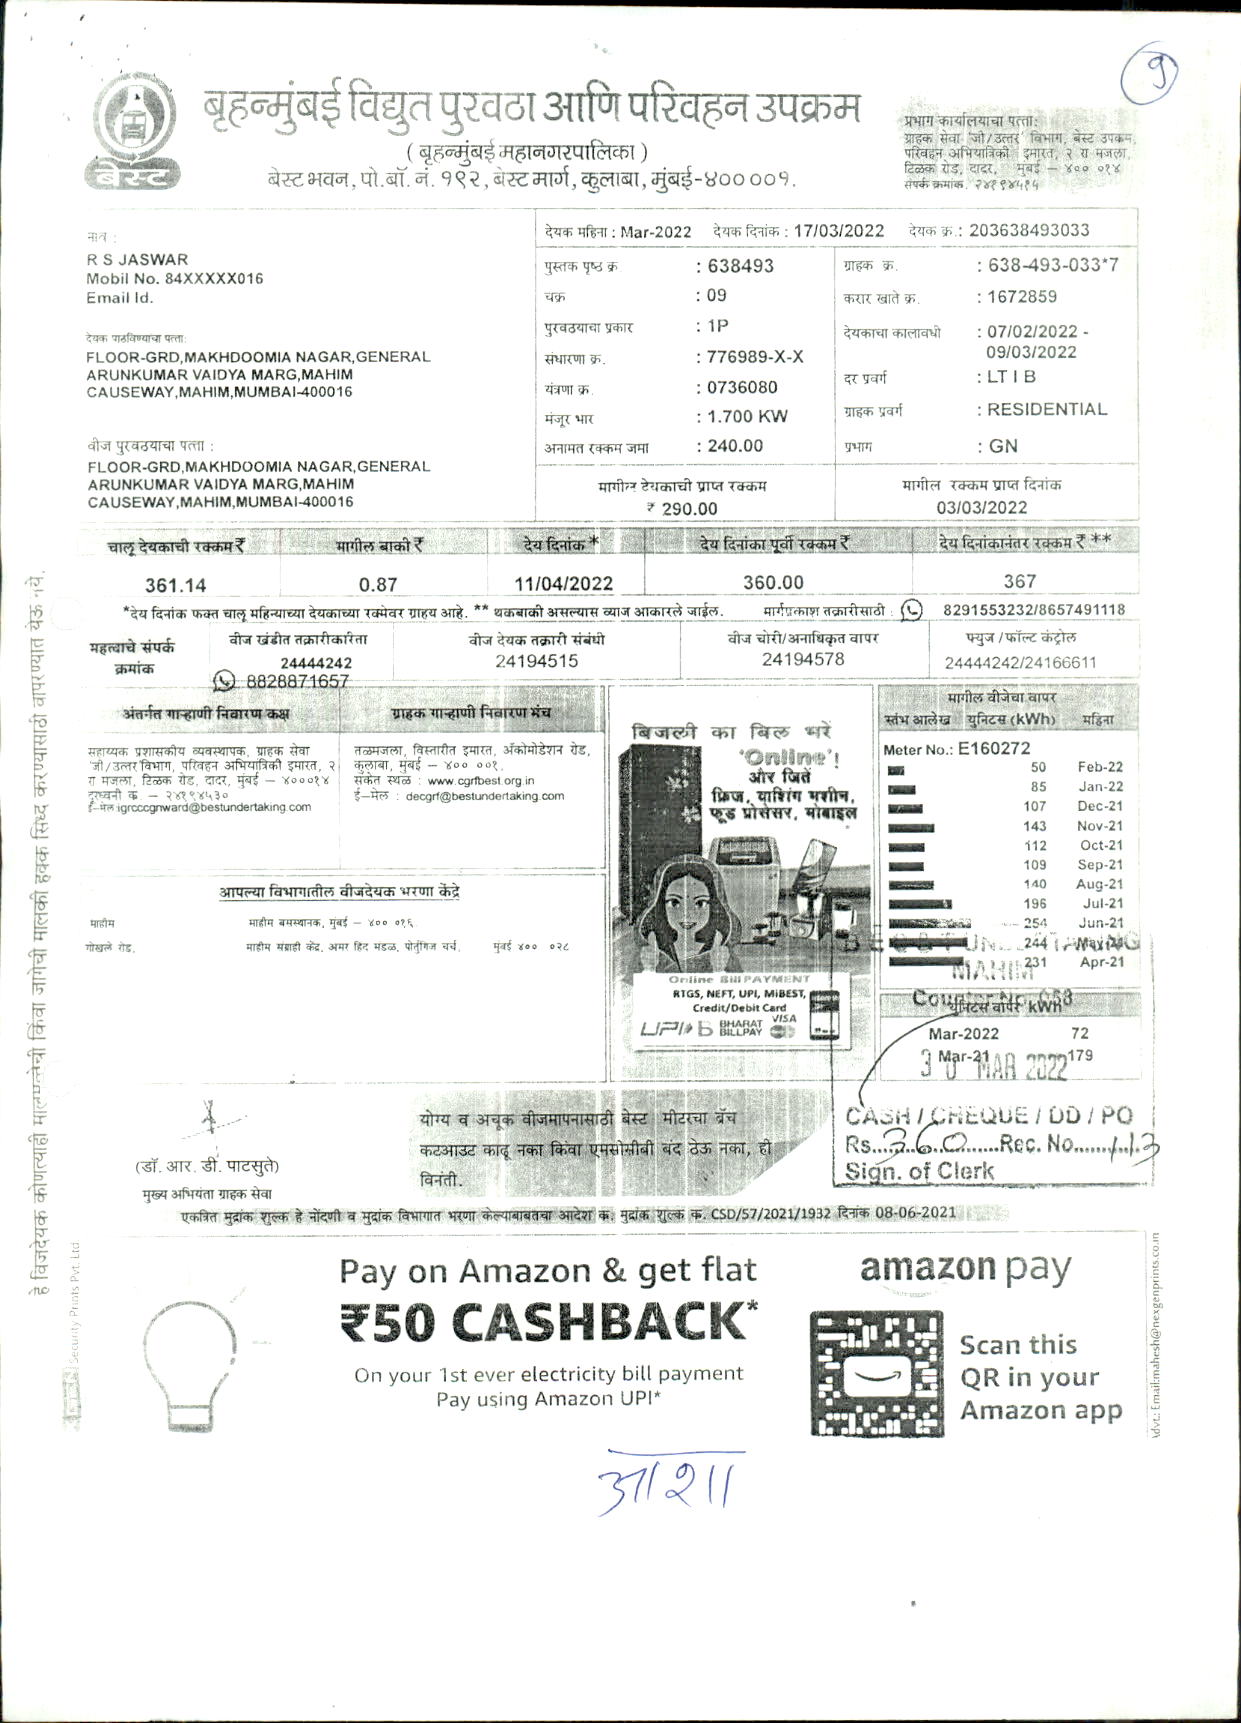 9
बृहन्मुंबई विद्युत पुरवठा आणि परिवहन उपक्रम
( बृहन्मुंबई महानगरपालिका )
बेस्ट भवन, पो.बॉ. नं. १९२, बेस्ट मार्ग, कुलाबा, मुंबई-४०० ००१.
बेस्ट
प्रभाग कार्यालयाचा पत्ता:
ग्राहक सेवा 'जी/उत्तर' विभाग, बेस्ट उपक्रम,
परिवहन अभियांत्रिकी इमारत, २ रा मजला,
टिळक रोड, दादर, मुंबई – ४०० ०१४
संपर्क क्रमांक. २४१९४५१५
नाव :
R S JASWAR
Mobil No. 84XXXXX016
Email Id.
देयक पाठविण्याचा पत्ता:
FLOOR-GRD,MAKHDOOMIA NAGAR,GENERAL
ARUNKUMAR VAIDYA MARG,MAHIM
CAUSEWAY,MAHIM,MUMBAI-400016
वीज पुरवठयाचा पत्ता :
FLOOR-GRD,MAKHDOOMIA NAGAR,GENERAL
ARUNKUMAR VAIDYA MARG,MAHIM
CAUSEWAY,MAHIM,MUMBAI-400016
देयक महिना : Mar-2022 देयक दिनांक : 17/03/2022 देयक क्र.: 203638493033
पुस्तक पृष्ठ क्र : 638493
चक्र : 09
पुरवठयाचा प्रकार : 1P
संधारणा क्र. : 776989-X-X
यंत्रणा क्र. : 0736080
मंजूर भार : 1.700 KW
अनामत रक्कम जमा : 240.00
ग्राहक क्र. : 638-493-033*7
करार खाते क्र. : 1672859
देयकाचा कालावधी : 07/02/2022 -
09/03/2022
दर प्रवर्ग : LT I B
ग्राहक प्रवर्ग : RESIDENTIAL
प्रभाग : GN
मागील देयकाची प्राप्त रक्कम मागील रक्कम प्राप्त दिनांक
₹ 290.00 03/03/2022
चालू देयकाची रक्कम ₹ मागील बाकी ₹ देय दिनांक * देय दिनांका पूर्वी रक्कम ₹ देय दिनांकानंतर रक्कम ₹ **
361.14 0.87 11/04/2022 360.00 367
*देय दिनांक फक्त चालू महिन्याच्या देयकाच्या रक्मेवर ग्राहय आहे. ** थकबाकी असल्यास व्याज आकारले जाईल. मार्गप्रकाश तक्रारीसाठी : 8291553232/8657491118
महत्वाचे संपर्क क्रमांक
वीज खंडीत तक्रारीकरिता
24444242
8828871657
वीज देयक तक्रारी संबंधी
24194515
वीज चोरी/अनाधिकृत वापर
24194578
फ्युज / फॉल्ट कंट्रोल
24444242/24166611
अंतर्गत गाऱ्हाणी निवारण कक्ष
सहाय्यक प्रशासकीय व्यवस्थापक, ग्राहक सेवा
'जी/उत्तर'विभाग, परिवहन अभियांत्रिकी इमारत, २
रा मजला, टिळक रोड, दादर, मुंबई – ४०००१४
दूरध्वनी क – २४१९४५३०
ई-मेल igrcccgnward@bestundertaking.com
ग्राहक गाऱ्हाणी निवारण मंच
तळमजला, विस्तारीत इमारत, ॲकोमोडेशन रोड,
कुलाबा, मुंबई – ४०० ००१.
संकेत स्थळ : www.cgrfbest.org.in
ई-मेल : decgrf@bestundertaking.com
आपल्या विभागातील वीजदेयक भरणा केंद्रे
माहीम माहीम बसस्थानक, मुंबई – ४०० ०१६
गोखले रोड, माहीम संग्राही केंद्र, अमर हिंद मंडळ, पोर्तुगिज चर्च, मुंबई ४०० ०२८
बिजली का बिल भरें
'Online'!
और जितें
फ्रिज, वाशिंग मशीन,
फूड प्रोसेसर, मोबाइल
Online Bill PAYMENT
RTGS, NEFT, UPI, MiBEST,
Credit/Debit Card
UPI B BHARAT BILLPAY VISA
मागील वीजेचा वापर
स्तंभ आलेख युनिटस (kWh) महिना
Meter No.: E160272
50 Feb-22
85 Jan-22
107 Dec-21
143 Nov-21
112 Oct-21
109 Sep-21
140 Aug-21
196 Jul-21
254 Jun-21
244 May-21
231 Apr-21
युनिटस वापर kWh
Mar-2022 72
Mar-21 179
MAHIM
Counter No. 058
30 MAR 2022
CASH / CHEQUE / DD / PO
Rs...360......Rec. No.......113
Sign. of Clerk
(डॉ. आर. डी. पाटसुते)
मुख्य अभियंता ग्राहक सेवा
योग्य व अचूक वीजमापनासाठी बेस्ट मीटरचा ब्रॅच
कटआउट काढू नका किंवा एमसीसीबी बंद ठेऊ नका, ही
विनंती.
एकत्रित मुद्रांक शुल्क हे नोंदणी व मुद्रांक विभागात भरणा केल्याबाबतचा आदेश क्र. मुद्रांक शुल्क क. CSD/57/2021/1932 दिनांक 08-06-2021
Pay on Amazon & get flat
₹50 CASHBACK*
On your 1st ever electricity bill payment
Pay using Amazon UPI*
amazon pay
Scan this
QR in your
Amazon app
Security Prints Pvt. Ltd
Advt.: Email:mahesh@nexgenprints.co.in
आशा